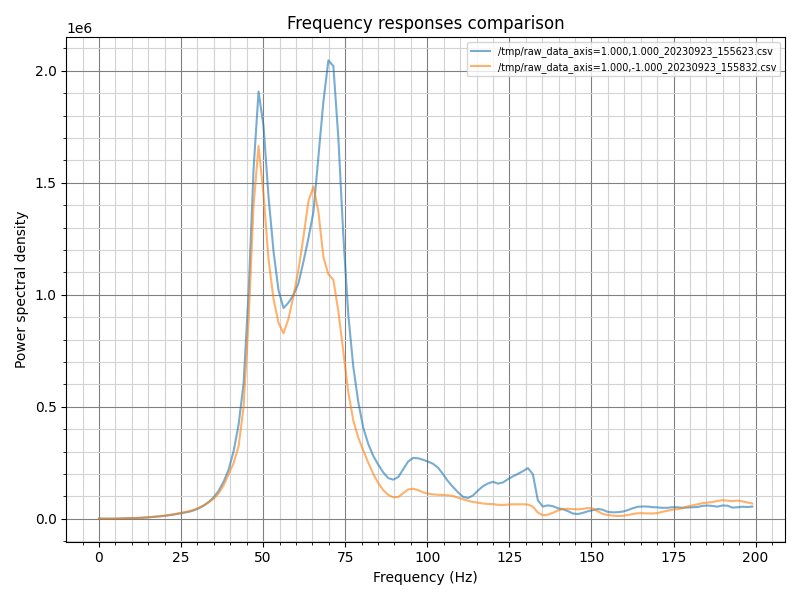 Frequency responses comparison
1e6
/tmp/raw_data_axis=1.000,1.000_20230923_155623.csv
/tmp/raw_data_axis=1.000,-1.000_20230923_155832.csv
2.0
1.5
1.0
0.5
0.0
Power spectral density
0 25 50 75 100 125 150 175 200
Frequency (Hz)